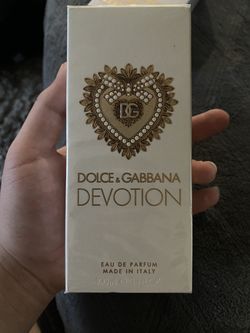 DG
DOLCE & GABBANA
DEVOTION
EAU DE PARFUM
MADE IN ITALY